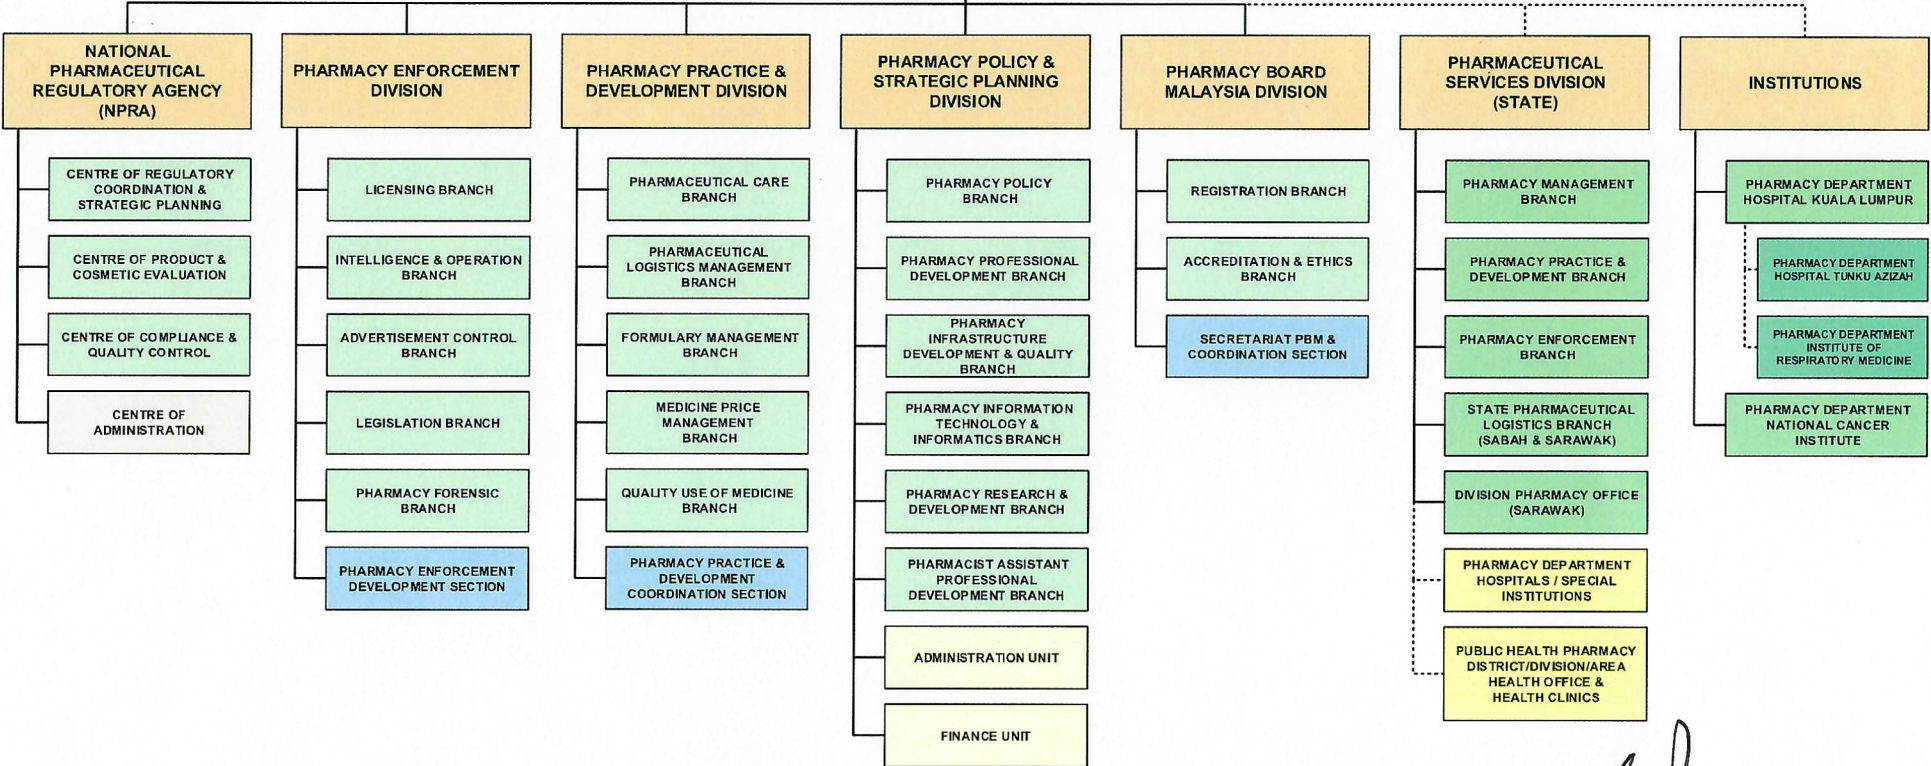 NATIONAL
PHARMACEUTICAL
REGULATORY AGENCY
(NPRA)
CENTRE OF REGULATORY
COORDINATION &
STRATEGIC PLANNING
CENTRE OF PRODUCT &
COSMETIC EVALUATION
CENTRE OF COMPLIANCE &
QUALITY CONTROL
CENTRE OF
ADMINISTRATION
PHARMACY ENFORCEMENT
DIVISION
LICENSING BRANCH
INTELLIGENCE & OPERATION
BRANCH
ADVERTISEMENT CONTROL
BRANCH
LEGISLATION BRANCH
PHARMACY FORENSIC
BRANCH
PHARMACY ENFORCEMENT
DEVELOPMENT SECTION
PHARMACY PRACTICE &
DEVELOPMENT DIVISION
PHARMACEUTICAL CARE
BRANCH
PHARMACEUTICAL
LOGISTICS MANAGEMENT
BRANCH
FORMULARY MANAGEMENT
BRANCH
MEDICINE PRICE
MANAGEMENT
BRANCH
QUALITY USE OF MEDICINE
BRANCH
PHARMACY PRACTICE &
DEVELOPMENT
COORDINATION SECTION
PHARMACY POLICY &
STRATEGIC PLANNING
DIVISION
PHARMACY POLICY
BRANCH
PHARMACY PROFESSIONAL
DEVELOPMENT BRANCH
PHARMACY
INFRASTRUCTURE
DEVELOPMENT & QUALITY
BRANCH
PHARMACY INFORMATION
TECHNOLOGY &
INFORMATICS BRANCH
PHARMACY RESEARCH &
DEVELOPMENT BRANCH
PHARMACIST ASSISTANT
PROFESSIONAL
DEVELOPMENT BRANCH
ADMINISTRATION UNIT
FINANCE UNIT
PHARMACY BOARD
MALAYSIA DIVISION
REGISTRATION BRANCH
ACCREDITATION & ETHICS
BRANCH
SECRETARIAT PBM &
COORDINATION SECTION
PHARMACEUTICAL
SERVICES DIVISION
(STATE)
PHARMACY MANAGEMENT
BRANCH
PHARMACY PRACTICE &
DEVELOPMENT BRANCH
PHARMACY ENFORCEMENT
BRANCH
STATE PHARMACEUTICAL
LOGISTICS BRANCH
(SABAH & SARAWAK)
DIVISION PHARMACY OFFICE
(SARAWAK)
PHARMACY DEPARTMENT
HOSPITALS / SPECIAL
INSTITUTIONS
PUBLIC HEALTH PHARMACY
DISTRICT/DIVISION/AREA
HEALTH OFFICE &
HEALTH CLINICS
INSTITUTIONS
PHARMACY DEPARTMENT
HOSPITAL KUALA LUMPUR
PHARMACY DEPARTMENT
HOSPITAL TUNKU AZIZAH
PHARMACY DEPARTMENT
INSTITUTE OF
RESPIRATORY MEDICINE
PHARMACY DEPARTMENT
NATIONAL CANCER
INSTITUTE